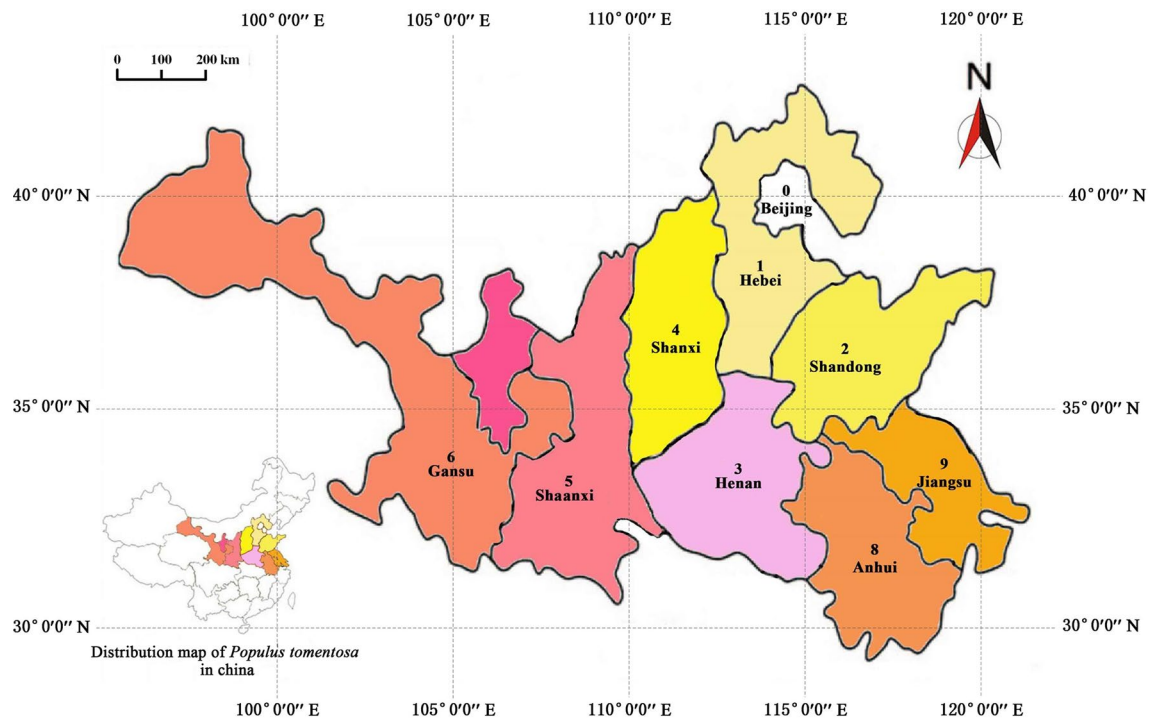 100° 0′0″ E 105° 0′0″ E 110° 0′0″ E 115° 0′0″ E 120° 0′0″ E
0 100 200 km
N
40° 0′0″ N 40° 0′0″ N
0
Beijing
1
Hebei
4
Shanxi
2
Shandong
35° 0′0″ N 35° 0′0″ N
6
Gansu
5
Shaanxi
3
Henan
9
Jiangsu
8
Anhui
30° 0′0″ N 30° 0′0″ N
Distribution map of Populus tomentosa
in china
100° 0′0″ E 105° 0′0″ E 110° 0′0″ E 115° 0′0″ E 120° 0′0″ E